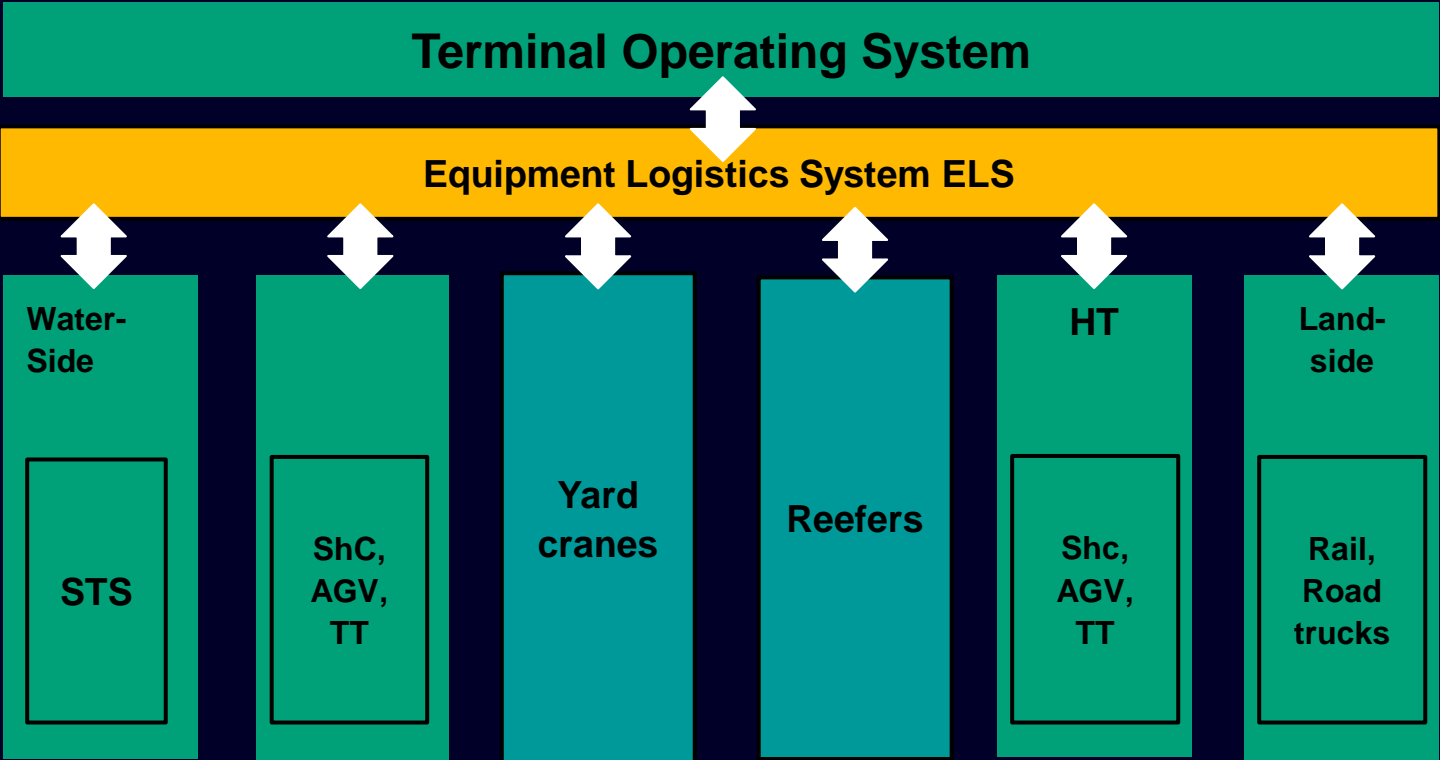 Terminal Operating System
Equipment Logistics System ELS
Water-
Side
STS
ShC,
AGV,
TT
Yard
cranes
Reefers
HT
Shc,
AGV,
TT
Land-
side
Rail,
Road
trucks